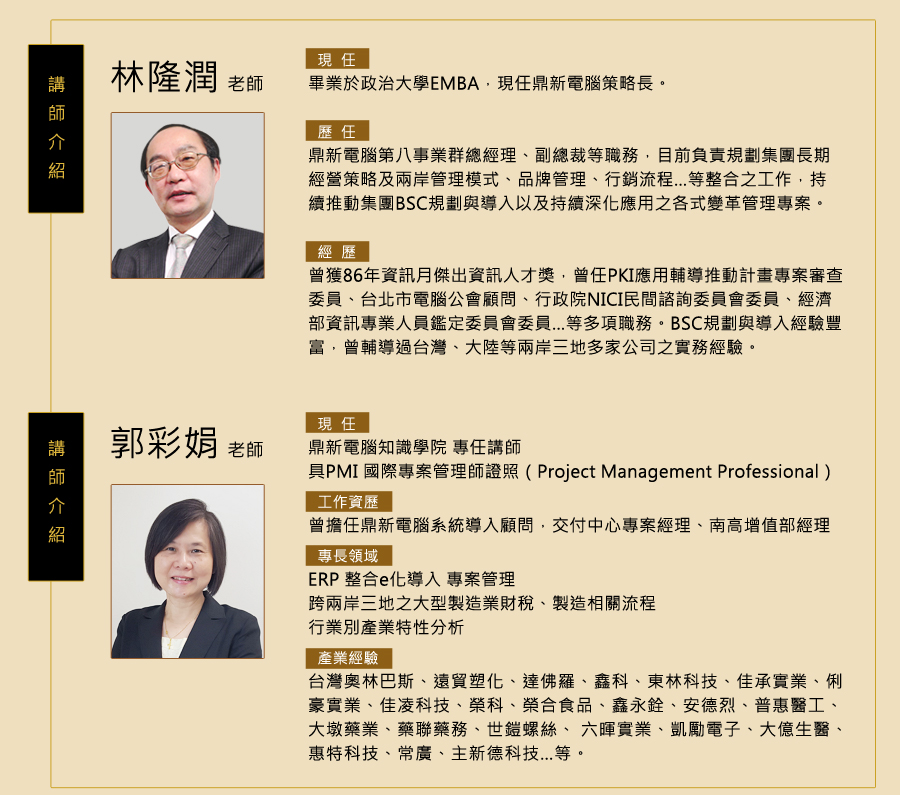 講師介紹
林隆潤 老師
現 任
畢業於政治大學EMBA，現任鼎新電腦策略長。
歷 任
鼎新電腦第八事業群總經理、副總裁等職務，目前負責規劃集團長期
經營策略及兩岸管理模式、品牌管理、行銷流程...等整合之工作，持
續推動集團BSC規劃與導入以及持續深化應用之各式變革管理專案。
經 歷
曾獲86年資訊月傑出資訊人才獎，曾任PKI應用輔導推動計畫專案審查
委員、台北市電腦公會顧問、行政院NICI民間諮詢委員會委員、經濟
部資訊專業人員鑑定委員會委員...等多項職務。BSC規劃與導入經驗豐
富，曾輔導過台灣、大陸等兩岸三地多家公司之實務經驗。
講師介紹
郭彩娟 老師
現 任
鼎新電腦知識學院 專任講師
具PMI 國際專案管理師證照（Project Management Professional）
工作資歷
曾擔任鼎新電腦系統導入顧問，交付中心專案經理、南高增值部經理
專長領域
ERP 整合e化導入 專案管理
跨兩岸三地之大型製造業財稅、製造相關流程
行業別產業特性分析
產業經驗
台灣奧林巴斯、遠貿塑化、達佛羅、鑫科、東林科技、佳承實業、俐
豪實業、佳凌科技、榮科、榮合食品、鑫永銓、安德烈、普惠醫工、
大墩藥業、藥聯藥務、世鎧螺絲、 六暉實業、凱勵電子、大億生醫、
惠特科技、常廣、主新德科技...等。